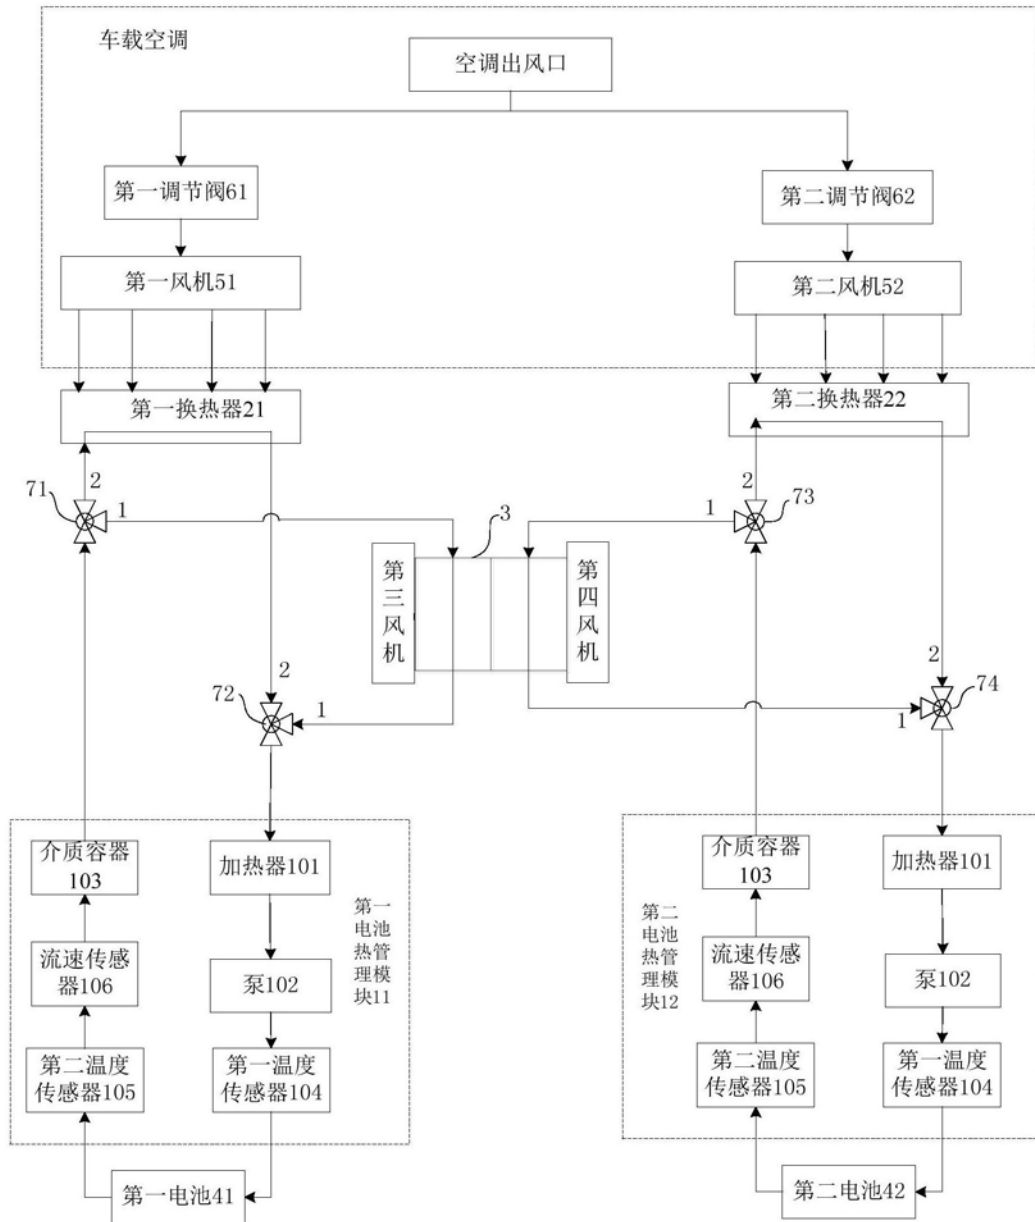 车载空调
空调出风口
第一调节阀61
第二调节阀62
第一风机51
第二风机52
第一换热器21
第二换热器22
71
2
1
3
1
2
73
第
三
风
机
第
四
风
机
2
72
1
2
74
1
介质容器
103
加热器101
第一
电池
热管
理模
块11
流速传感
器106
泵102
第二温度
传感器105
第一温度
传感器104
第一电池41
介质容器
103
加热器101
第二
电池
热管
理模
块12
流速传感
器106
泵102
第二温度
传感器105
第一温度
传感器104
第二电池42